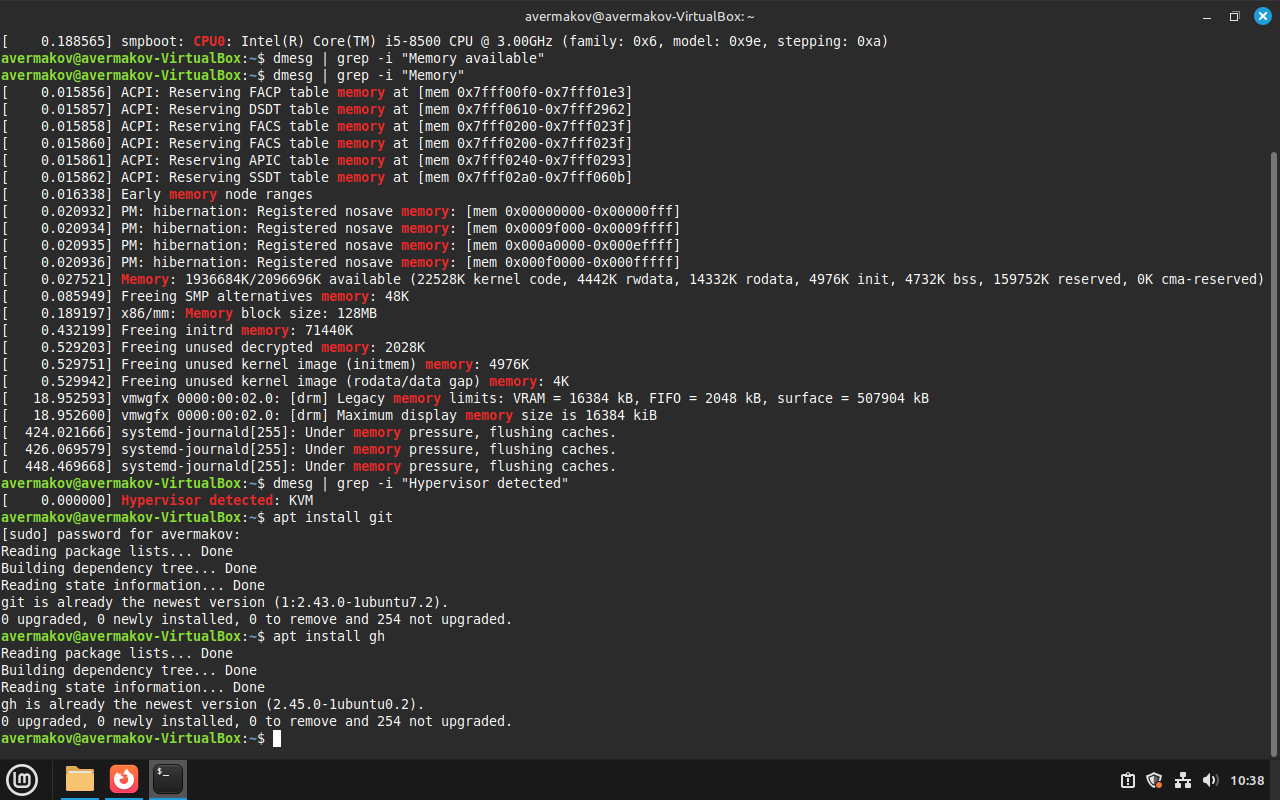 avermakov@avermakov-VirtualBox: ~
[    0.188565] smpboot: CPU0: Intel(R) Core(TM) i5-8500 CPU @ 3.00GHz (family: 0x6, model: 0x9e, stepping: 0xa)
avermakov@avermakov-VirtualBox:~$ dmesg | grep -i "Memory available"
avermakov@avermakov-VirtualBox:~$ dmesg | grep -i "Memory"
[    0.015856] ACPI: Reserving FACP table memory at [mem 0x7fff00f0-0x7fff01e3]
[    0.015857] ACPI: Reserving DSDT table memory at [mem 0x7fff0610-0x7fff2962]
[    0.015858] ACPI: Reserving FACS table memory at [mem 0x7fff0200-0x7fff023f]
[    0.015860] ACPI: Reserving FACS table memory at [mem 0x7fff0200-0x7fff023f]
[    0.015861] ACPI: Reserving APIC table memory at [mem 0x7fff0240-0x7fff0293]
[    0.015862] ACPI: Reserving SSDT table memory at [mem 0x7fff02a0-0x7fff060b]
[    0.016338] Early memory node ranges
[    0.020932] PM: hibernation: Registered nosave memory: [mem 0x00000000-0x00000fff]
[    0.020934] PM: hibernation: Registered nosave memory: [mem 0x0009f000-0x0009ffff]
[    0.020935] PM: hibernation: Registered nosave memory: [mem 0x000a0000-0x000effff]
[    0.020936] PM: hibernation: Registered nosave memory: [mem 0x000f0000-0x000fffff]
[    0.027521] Memory: 1936684K/2096696K available (22528K kernel code, 4442K rwdata, 14332K rodata, 4976K init, 4732K bss, 159752K reserved, 0K cma-reserved)
[    0.085949] Freeing SMP alternatives memory: 48K
[    0.189197] x86/mm: Memory block size: 128MB
[    0.432199] Freeing initrd memory: 71440K
[    0.529203] Freeing unused decrypted memory: 2028K
[    0.529751] Freeing unused kernel image (initmem) memory: 4976K
[    0.529942] Freeing unused kernel image (rodata/data gap) memory: 4K
[   18.952593] vmwgfx 0000:00:02.0: [drm] Legacy memory limits: VRAM = 16384 kB, FIFO = 2048 kB, surface = 507904 kB
[   18.952600] vmwgfx 0000:00:02.0: [drm] Maximum display memory size is 16384 kiB
[  424.021666] systemd-journald[255]: Under memory pressure, flushing caches.
[  426.069579] systemd-journald[255]: Under memory pressure, flushing caches.
[  448.469668] systemd-journald[255]: Under memory pressure, flushing caches.
avermakov@avermakov-VirtualBox:~$ dmesg | grep -i "Hypervisor detected"
[    0.000000] Hypervisor detected: KVM
avermakov@avermakov-VirtualBox:~$ apt install git
[sudo] password for avermakov:
Reading package lists... Done
Building dependency tree... Done
Reading state information... Done
git is already the newest version (1:2.43.0-1ubuntu7.2).
0 upgraded, 0 newly installed, 0 to remove and 254 not upgraded.
avermakov@avermakov-VirtualBox:~$ apt install gh
Reading package lists... Done
Building dependency tree... Done
Reading state information... Done
gh is already the newest version (2.45.0-1ubuntu0.2).
0 upgraded, 0 newly installed, 0 to remove and 254 not upgraded.
avermakov@avermakov-VirtualBox:~$
10:38